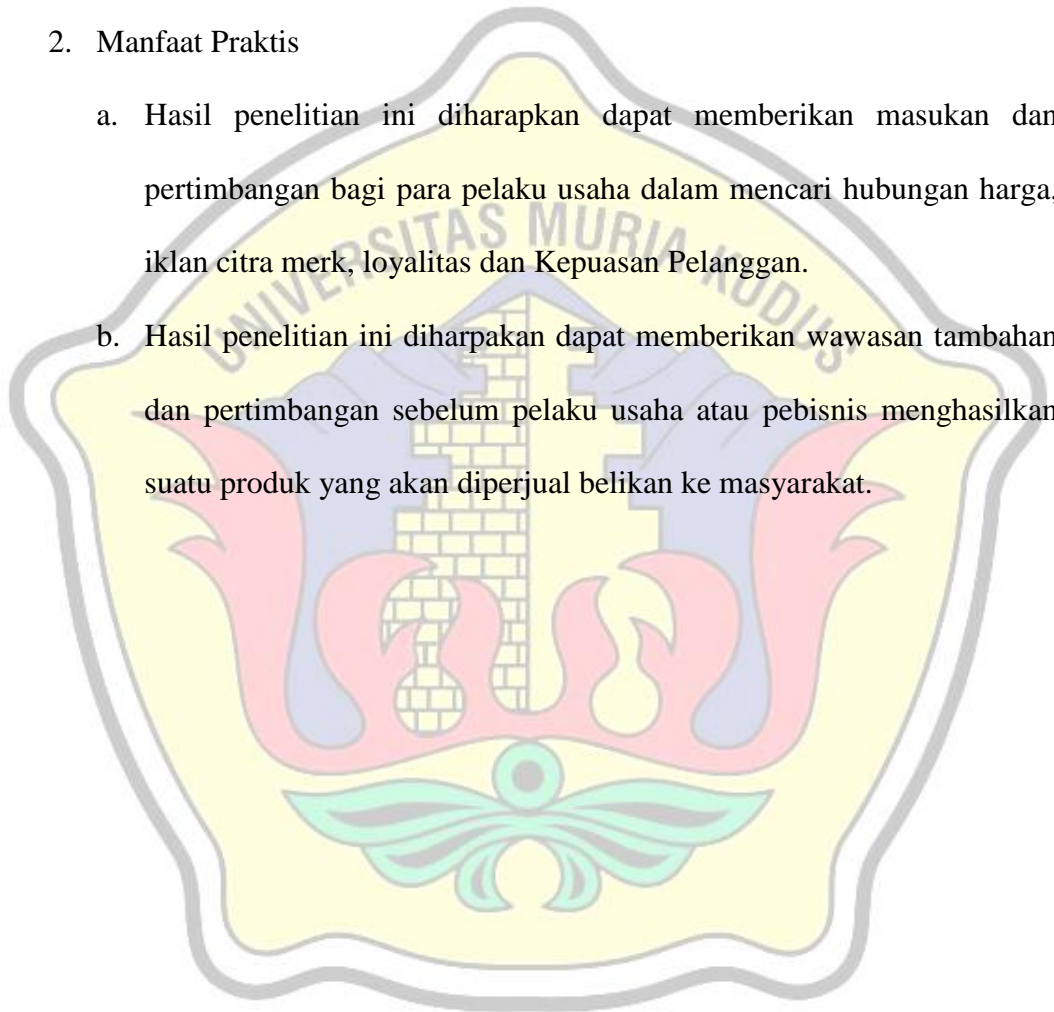 2. Manfaat Praktis
a. Hasil penelitian ini diharapkan dapat memberikan masukan dan
pertimbangan bagi para pelaku usaha dalam mencari hubungan harga,
iklan citra merk, loyalitas dan Kepuasan Pelanggan.
UNIVERSITAS MURIA KUDUS
b. Hasil penelitian ini diharpakan dapat memberikan wawasan tambahan
dan pertimbangan sebelum pelaku usaha atau pebisnis menghasilkan
suatu produk yang akan diperjual belikan ke masyarakat.